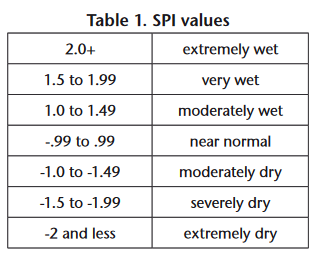 Table 1. SPI values
2.0+ extremely wet
1.5 to 1.99 very wet
1.0 to 1.49 moderately wet
-.99 to .99 near normal
-1.0 to -1.49 moderately dry
-1.5 to -1.99 severely dry
-2 and less extremely dry